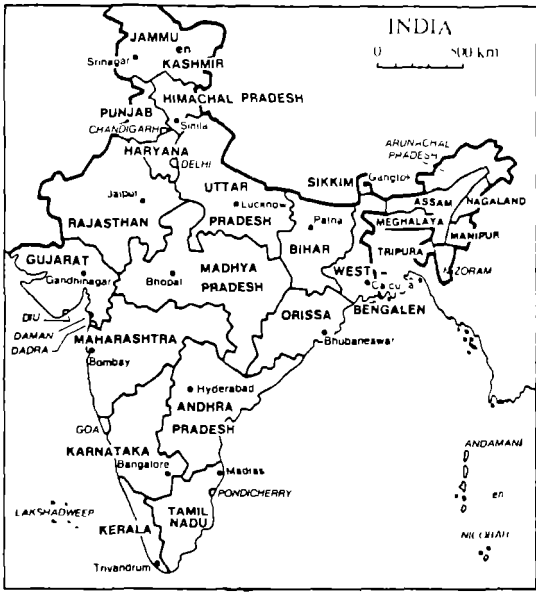 INDIA
0 500 km
JAMMU
en
KASHMIR
Srinagar
HIMACHAL PRADESH
PUNJAB
CHANDIGARH
Simla
HARYANA
DELHI
ARUNACHAL
PRADESH
UTTAR
PRADESH
Lucknow
SIKKIM
Gangtok
ASSAM
NAGALAND
MEGHALAYA
MANIPUR
TRIPURA
MIZORAM
Jaipur
RAJASTHAN
Patna
BIHAR
GUJARAT
Gandhinagar
Bhopal
MADHYA
PRADESH
WEST-
BENGALEN
Calcutta
DIU
DAMAN
DADRA
MAHARASHTRA
Bombay
ORISSA
Bhubaneswar
Hyderabad
ANDHRA
PRADESH
GOA
KARNATAKA
Bangalore
Madras
ANDAMANE
en
NICOBAR
LAKSHADWEEP
PONDICHERRY
TAMIL
NADU
KERALA
Trivandrum